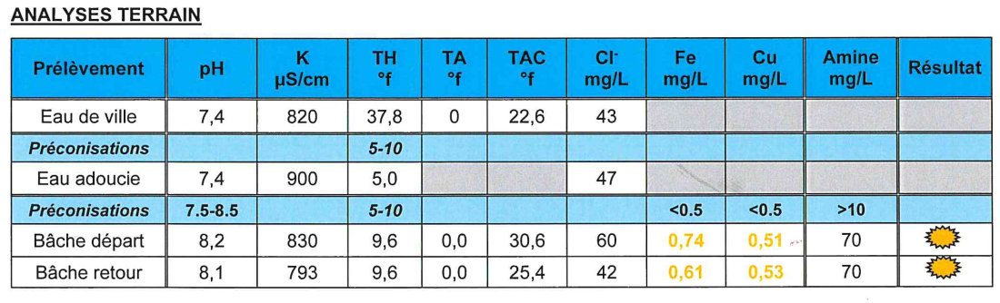 ANALYSES TERRAIN
Prélèvement pH K µS/cm TH °f TA °f TAC °f Cl- mg/L Fe mg/L Cu mg/L Amine mg/L Résultat
Eau de ville 7,4 820 37,8 0 22,6 43
Préconisations 5-10
Eau adoucie 7,4 900 5,0 47
Préconisations 7.5-8.5 5-10 <0.5 <0.5 >10
Bâche départ 8,2 830 9,6 0,0 30,6 60 0,74 0,51 70
Bâche retour 8,1 793 9,6 0,0 25,4 42 0,61 0,53 70